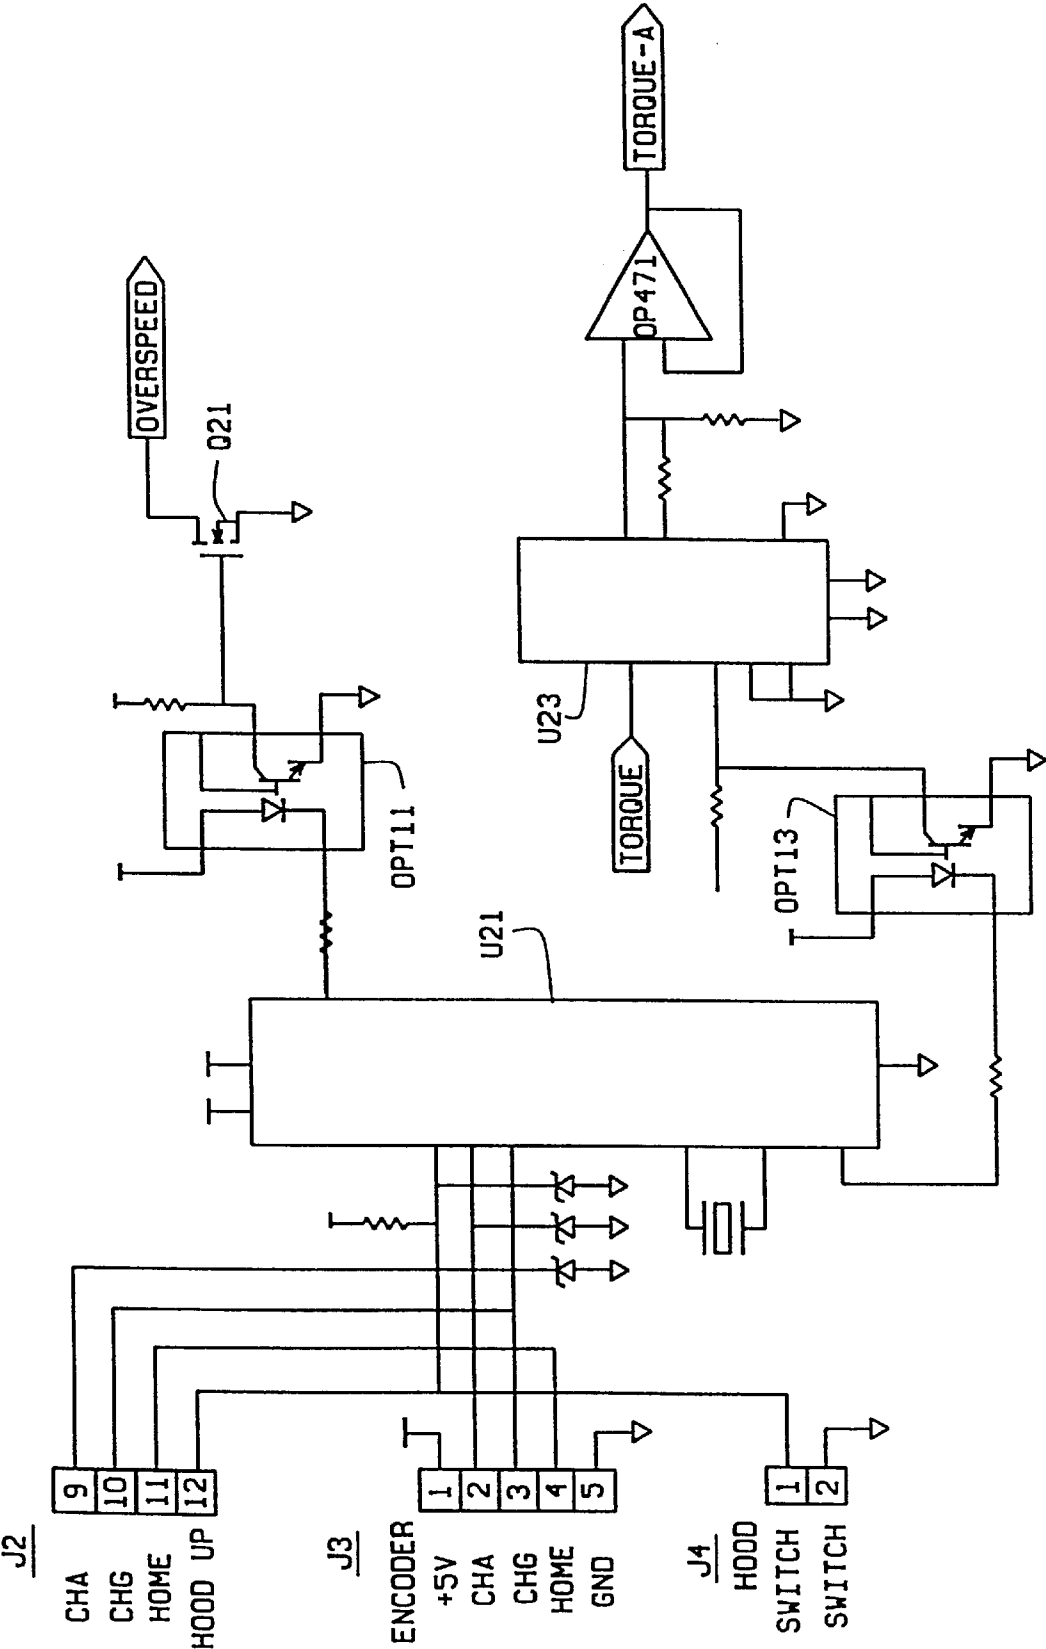 J2
CHA 9
CHG 10
HOME 11
HOOD UP 12
J3
ENCODER
+5V 1
CHA 2
CHG 3
HOME 4
GND 5
J4
HOOD
SWITCH 1
SWITCH 2
U21
OPT11
OPT13
OVERSPEED
Q21
TORQUE
U23
OP471
TORQUE-A